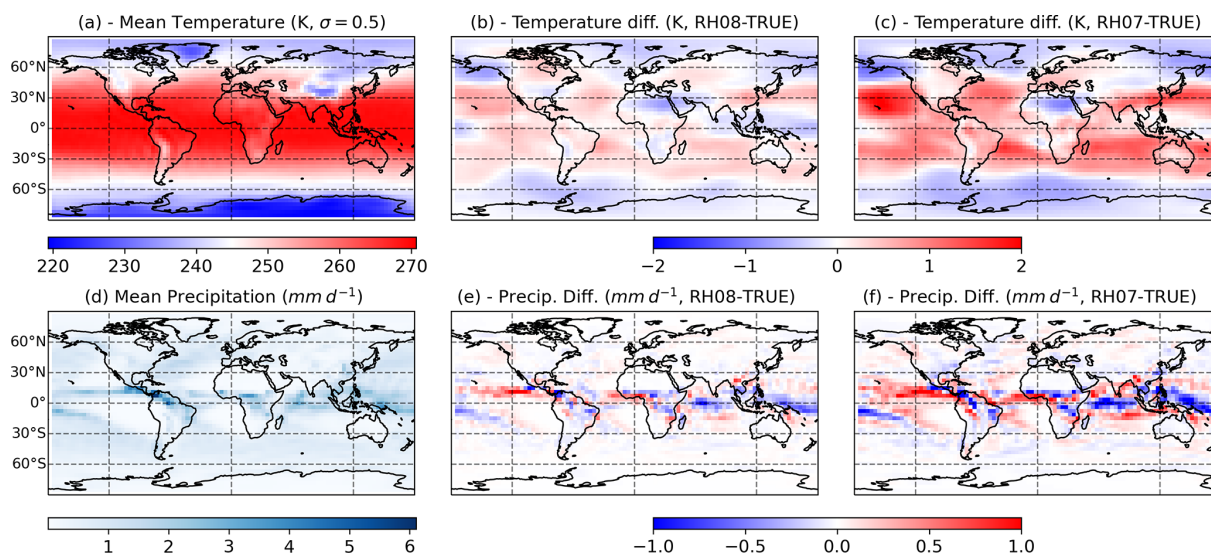 (a) - Mean Temperature (K, σ = 0.5)
(b) - Temperature diff. (K, RH08-TRUE)
(c) - Temperature diff. (K, RH07-TRUE)
60°N
30°N
0°
30°S
60°S
220 230 240 250 260 270
−2 −1 0 1 2
(d) Mean Precipitation (mm d⁻¹)
(e) - Precip. Diff. (mm d⁻¹, RH08-TRUE)
(f) - Precip. Diff. (mm d⁻¹, RH07-TRUE)
60°N
30°N
0°
30°S
60°S
1 2 3 4 5 6
−1.0 −0.5 0.0 0.5 1.0